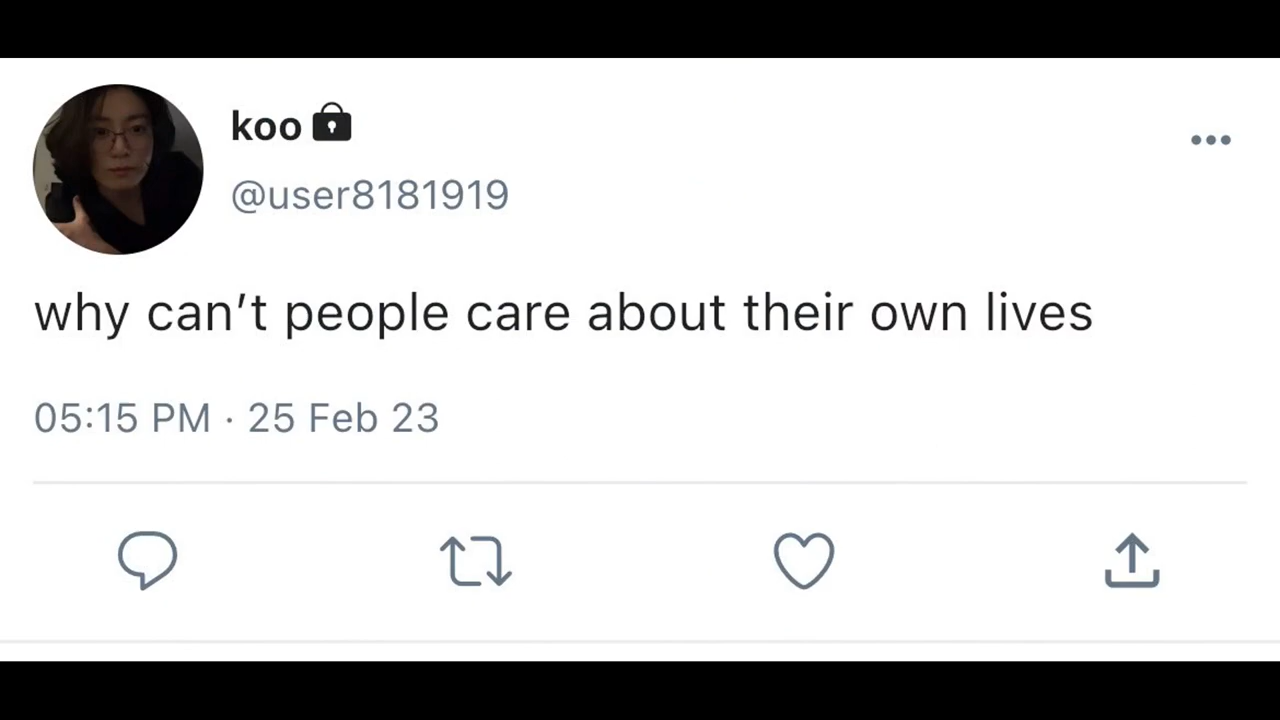 koo
@user8181919
why can’t people care about their own lives
05:15 PM · 25 Feb 23